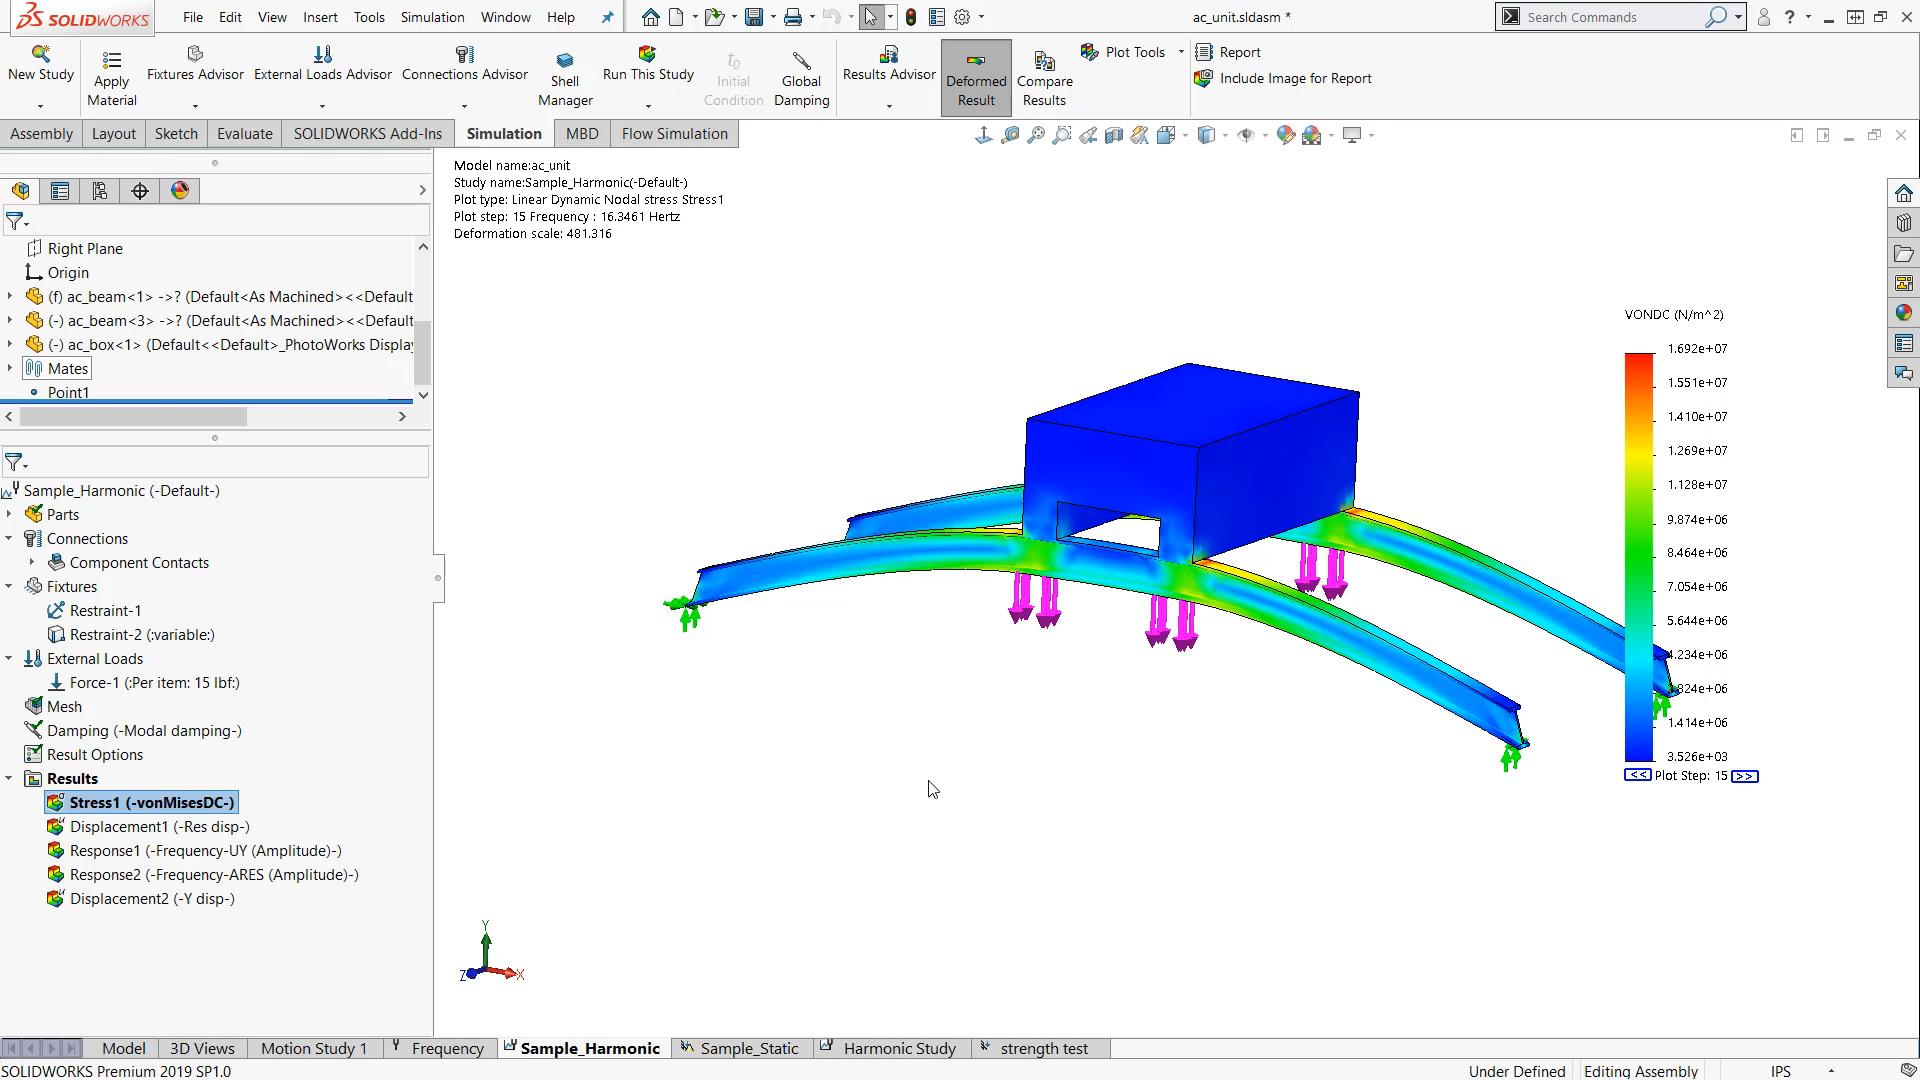 SOLIDWORKS
File Edit View Insert Tools Simulation Window Help
ac_unit.sldasm *
Search Commands
New Study
Apply Material
Fixtures Advisor
External Loads Advisor
Connections Advisor
Shell Manager
Run This Study
Initial Condition
Global Damping
Results Advisor
Deformed Result
Compare Results
Plot Tools
Report
Include Image for Report
Assembly Layout Sketch Evaluate SOLIDWORKS Add-Ins Simulation MBD Flow Simulation
Right Plane
Origin
(f) ac_beam<1> ->? (Default<As Machined><<Default
(-) ac_beam<3> ->? (Default<As Machined><<Default
(-) ac_box<1> (Default<<Default>_PhotoWorks Display
Mates
Point1
Sample_Harmonic (-Default-)
Parts
Connections
Component Contacts
Fixtures
Restraint-1
Restraint-2 (:variable:)
External Loads
Force-1 (:Per item: 15 lbf:)
Mesh
Damping (-Modal damping-)
Result Options
Results
Stress1 (-vonMisesDC-)
Displacement1 (-Res disp-)
Response1 (-Frequency-UY (Amplitude)-)
Response2 (-Frequency-ARES (Amplitude)-)
Displacement2 (-Y disp-)
Model name:ac_unit
Study name:Sample_Harmonic(-Default-)
Plot type: Linear Dynamic Nodal stress Stress1
Plot step: 15 Frequency : 16.3461 Hertz
Deformation scale: 481.316
VONDC (N/m^2)
1.692e+07
1.551e+07
1.410e+07
1.269e+07
1.128e+07
9.874e+06
8.464e+06
7.054e+06
5.644e+06
4.234e+06
824e+06
1.414e+06
3.526e+03
<< Plot Step: 15 >>
Y
Z X
Model 3D Views Motion Study 1 Frequency Sample_Harmonic Sample_Static Harmonic Study strength test
SOLIDWORKS Premium 2019 SP1.0
Under Defined Editing Assembly IPS